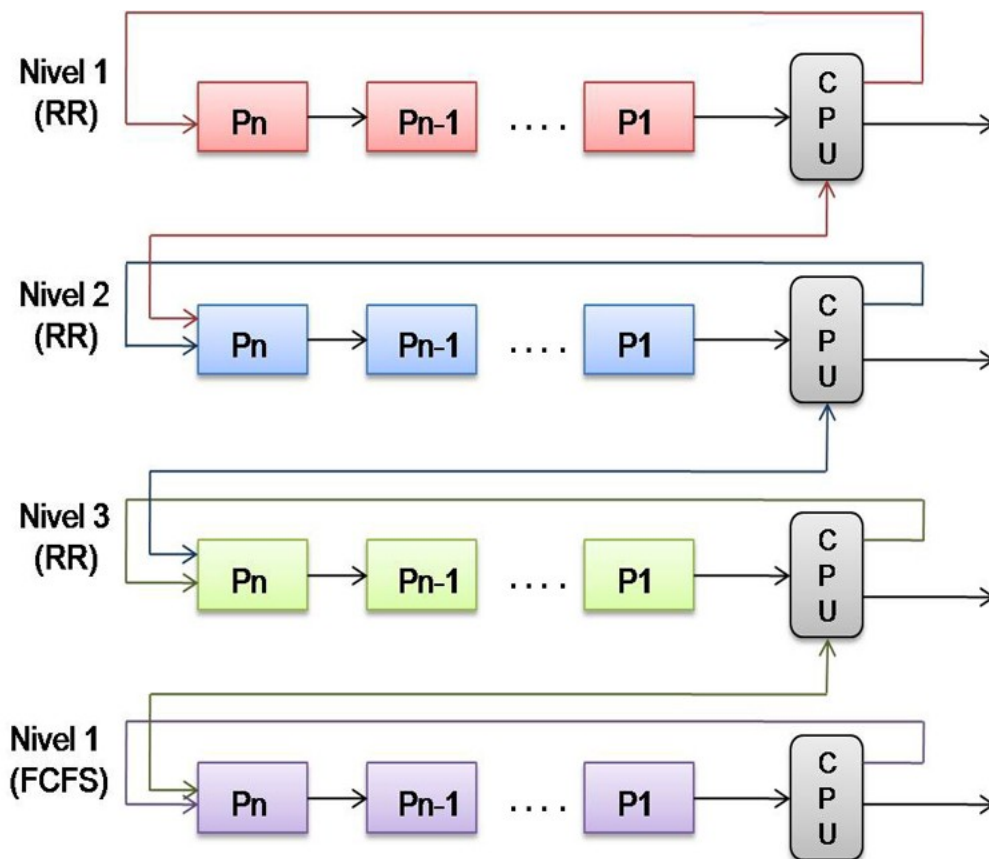 Nivel 1
(RR)
Pn
Pn-1
....
P1
C
P
U
Nivel 2
(RR)
Pn
Pn-1
....
P1
C
P
U
Nivel 3
(RR)
Pn
Pn-1
....
P1
C
P
U
Nivel 1
(FCFS)
Pn
Pn-1
....
P1
C
P
U